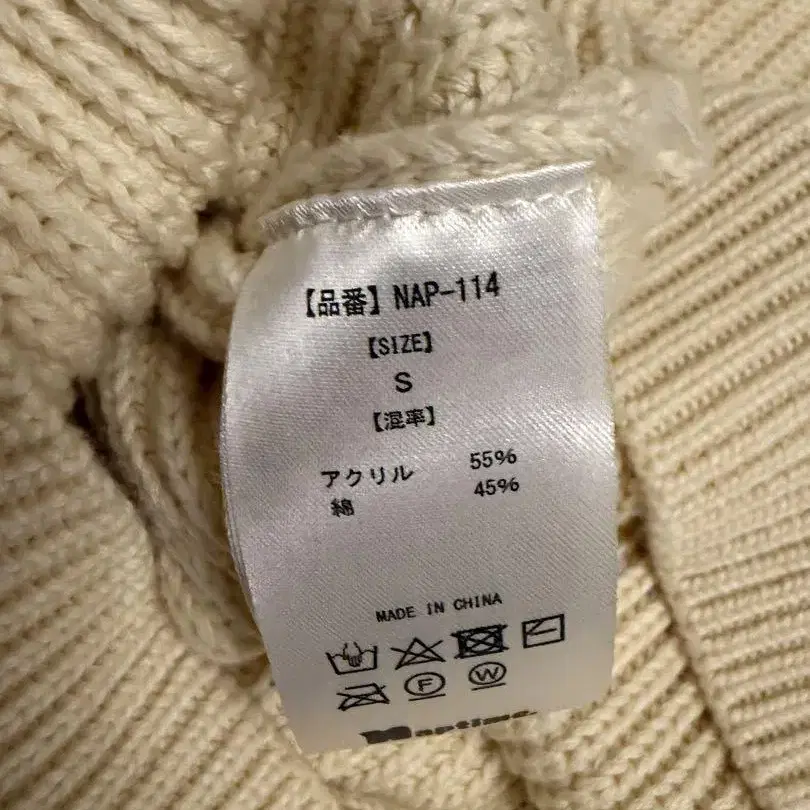 【品番】NAP-114
【SIZE】
S
【混率】
アクリル 55%
綿 45%
MADE IN CHINA
F W